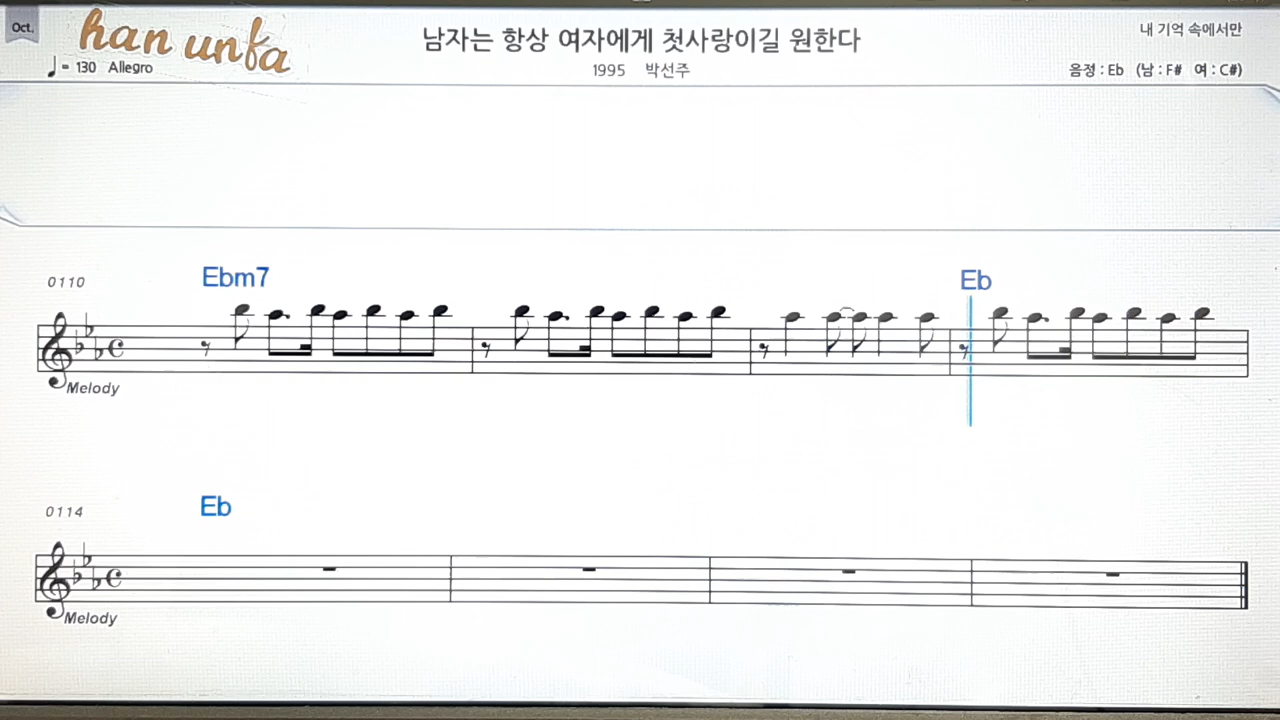 Oct.
han unfa
남자는 항상 여자에게 첫사랑이길 원한다
내 기억 속에서만
= 130 Allegro
1995 박선주
음정 : Eb (남 : F# 여 : C#)
0110
Ebm7
Eb
Melody
0114
Eb
Melody